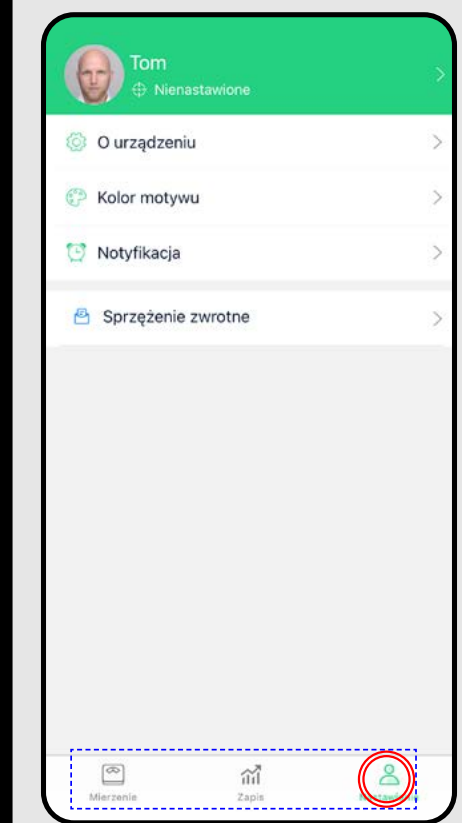 Tom
Nienastawione
O urządzeniu
Kolor motywu
Notyfikacja
Sprzężenie zwrotne
Mierzenie
Zapis